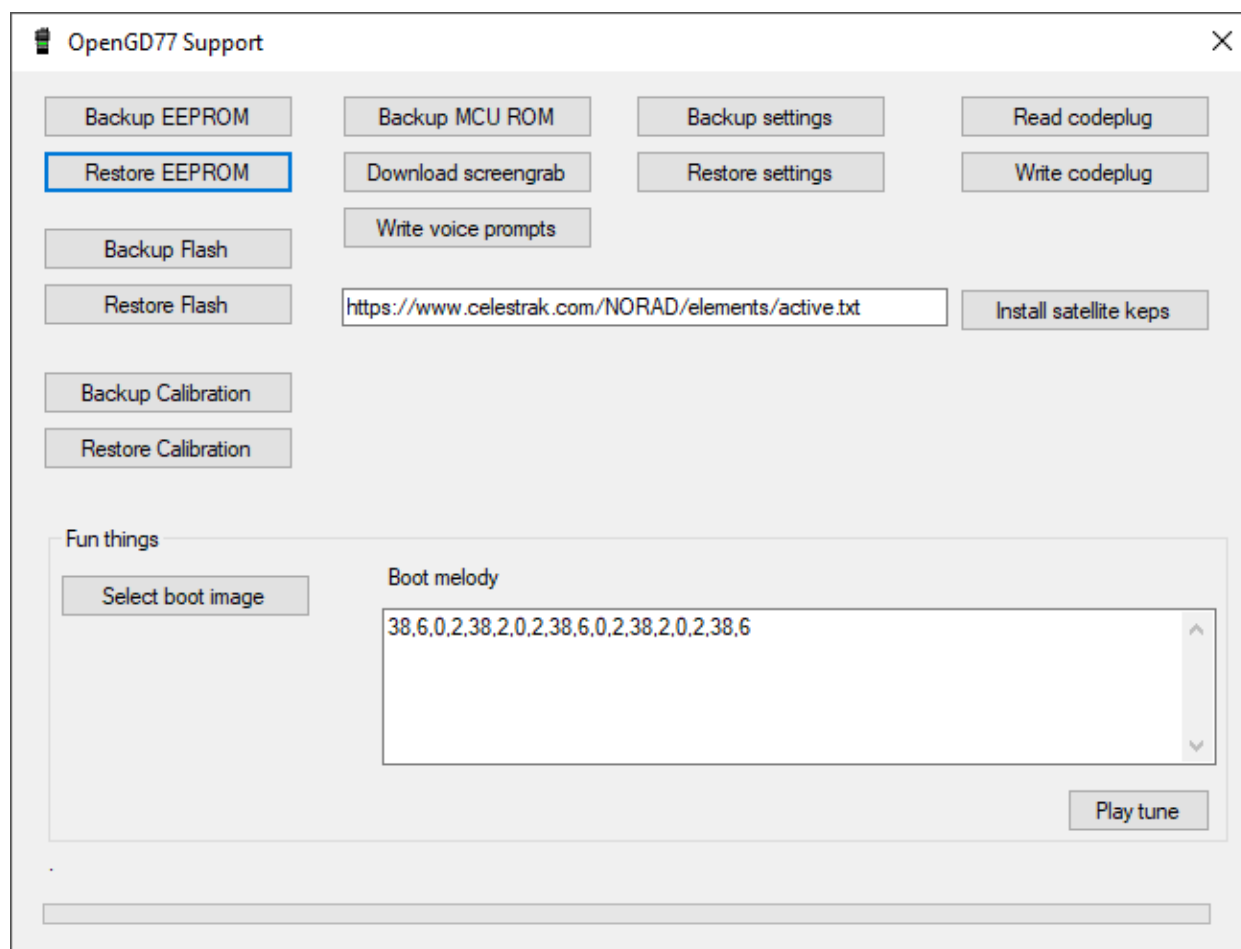 OpenGD77 Support
Backup EEPROM
Backup MCU ROM
Backup settings
Read codeplug
Restore EEPROM
Download screengrab
Restore settings
Write codeplug
Write voice prompts
Backup Flash
Restore Flash
https://www.celestrak.com/NORAD/elements/active.txt
Install satellite keps
Backup Calibration
Restore Calibration
Fun things
Select boot image
Boot melody
38,6,0,2,38,2,0,2,38,6,0,2,38,2,0,2,38,6
Play tune
.